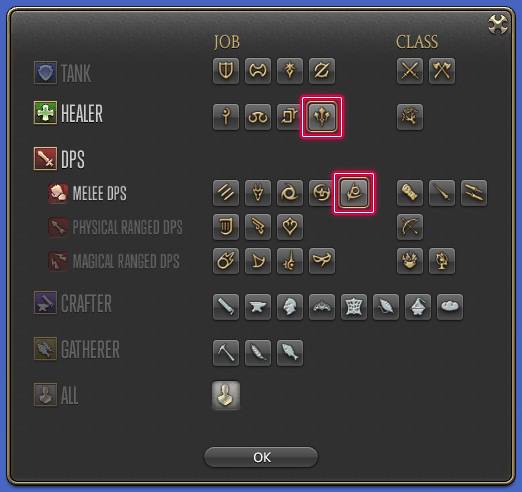 JOB CLASS
TANK
HEALER
DPS
MELEE DPS
PHYSICAL RANGED DPS
MAGICAL RANGED DPS
CRAFTER
GATHERER
ALL
OK